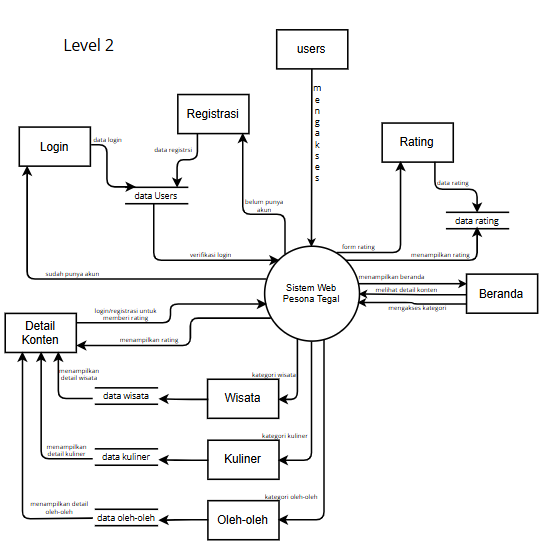 Level 2
users
mengakses
Registrasi
Login
Rating
data login
data registrsi
data rating
data Users
belum punya
akun
data rating
verifikasi login
form rating
menampilkan rating
sudah punya akun
Sistem Web
Pesona Tegal
menampilkan beranda
melihat detail konten
mengakses kategori
Beranda
Detail
Konten
login/registrasi untuk
memberi rating
menampilkan rating
menampilkan
detail wisata
data wisata
Wisata
kategori wisata
menampilkan
detail kuliner
data kuliner
Kuliner
kategori kuliner
menampilkan detail
oleh-oleh
data oleh-oleh
Oleh-oleh
kategori oleh-oleh